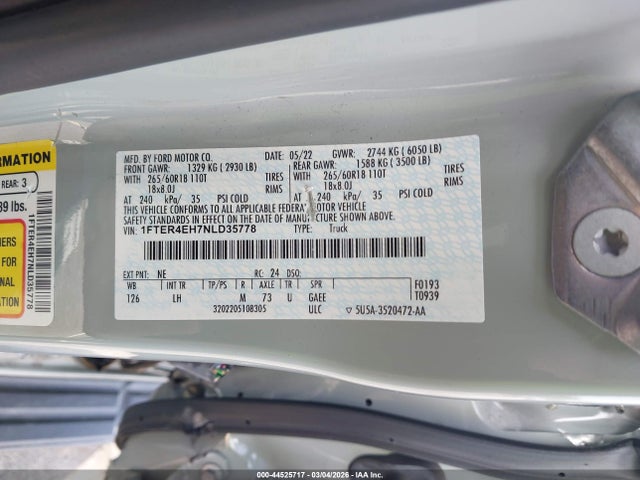 MFD. BY FORD MOTOR CO.
DATE: 05/22 GVWR: 2744 KG ( 6050 LB)
FRONT GAWR: 1329 KG ( 2930 LB)
REAR GAWR: 1588 KG ( 3500 LB)
WITH 265/60R18 110T TIRES
18x8.0J RIMS
AT 240 kPa/ 35 PSI COLD
WITH 265/60R18 110T TIRES
18x8.0J RIMS
AT 240 kPa/ 35 PSI COLD
THIS VEHICLE CONFORMS TO ALL APPLICABLE FEDERAL MOTOR VEHICLE
SAFETY STANDARDS IN EFFECT ON THE DATE OF MANUFACTURE SHOWN ABOVE.
VIN: 1FTER4EH7NLD35778 TYPE: Truck
EXT PNT: NE RC: 24 DSO:
WB INT TR TP/PS R AXLE TR SPR
126 LH M 73 U GAEE
F0193
T0939
3202205108305 ULC ▽ 5U5A-3520472-AA
ORMATION
REAR: 3
39 lbs.
1FTER4EH7NLD35778
000-44525717 - 03/04/2026 - IAA Inc.